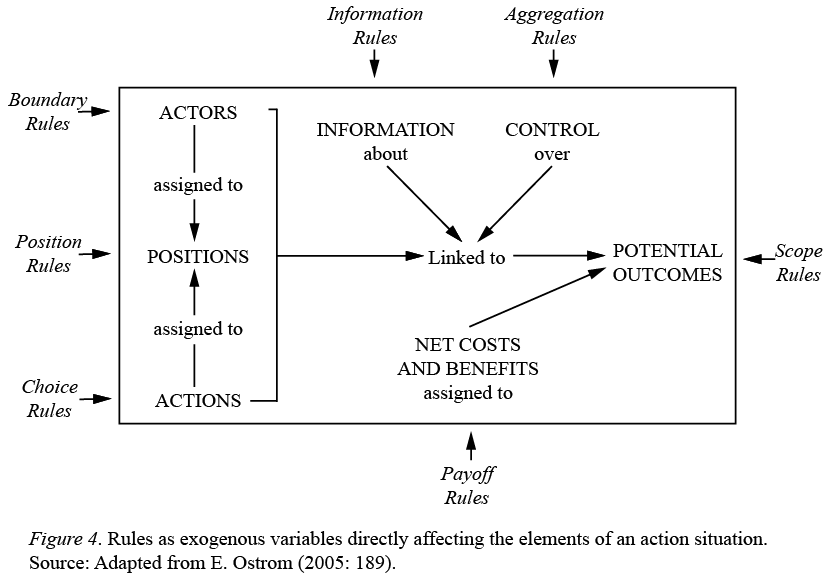 Information
Rules
Aggregation
Rules
Boundary
Rules
ACTORS
INFORMATION
about
CONTROL
over
assigned to
Position
Rules
POSITIONS
Linked to
POTENTIAL
OUTCOMES
Scope
Rules
assigned to
NET COSTS
AND BENEFITS
assigned to
Choice
Rules
ACTIONS
Payoff
Rules
Figure 4. Rules as exogenous variables directly affecting the elements of an action situation.
Source: Adapted from E. Ostrom (2005: 189).